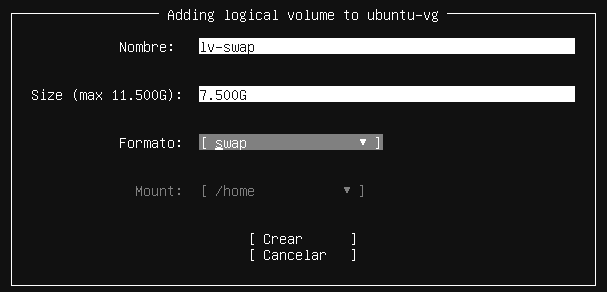 Adding logical volume to ubuntu-vg
Nombre: lv-swap
Size (max 11.500G): 7.500G
Formato: [ swap ▼ ]
Mount: [ /home ▼ ]
[ Crear ]
[ Cancelar ]